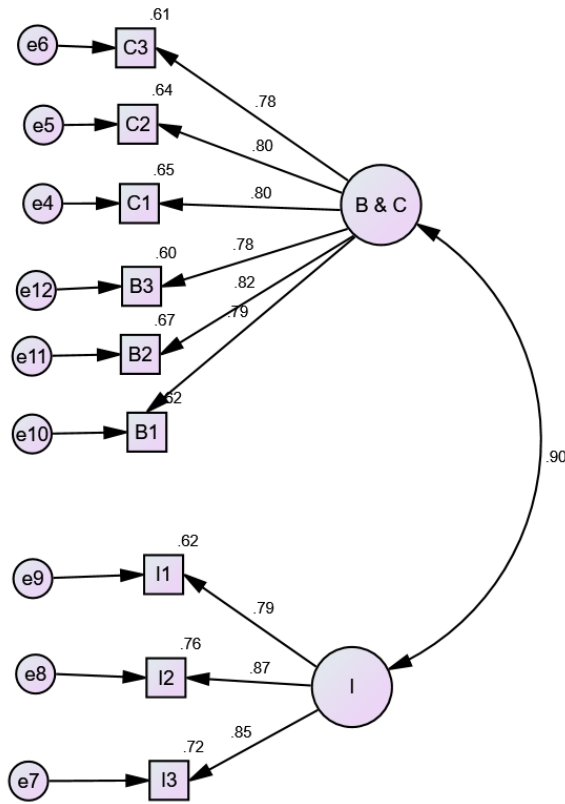 .61
e6
C3
.78
.64
e5
C2
.80
.65
e4
C1
.80
B & C
.60
e12
B3
.78
.82
.79
.67
e11
B2
52
e10
B1
.90
.62
e9
I1
.79
.76
e8
I2
.87
I
.85
.72
e7
I3